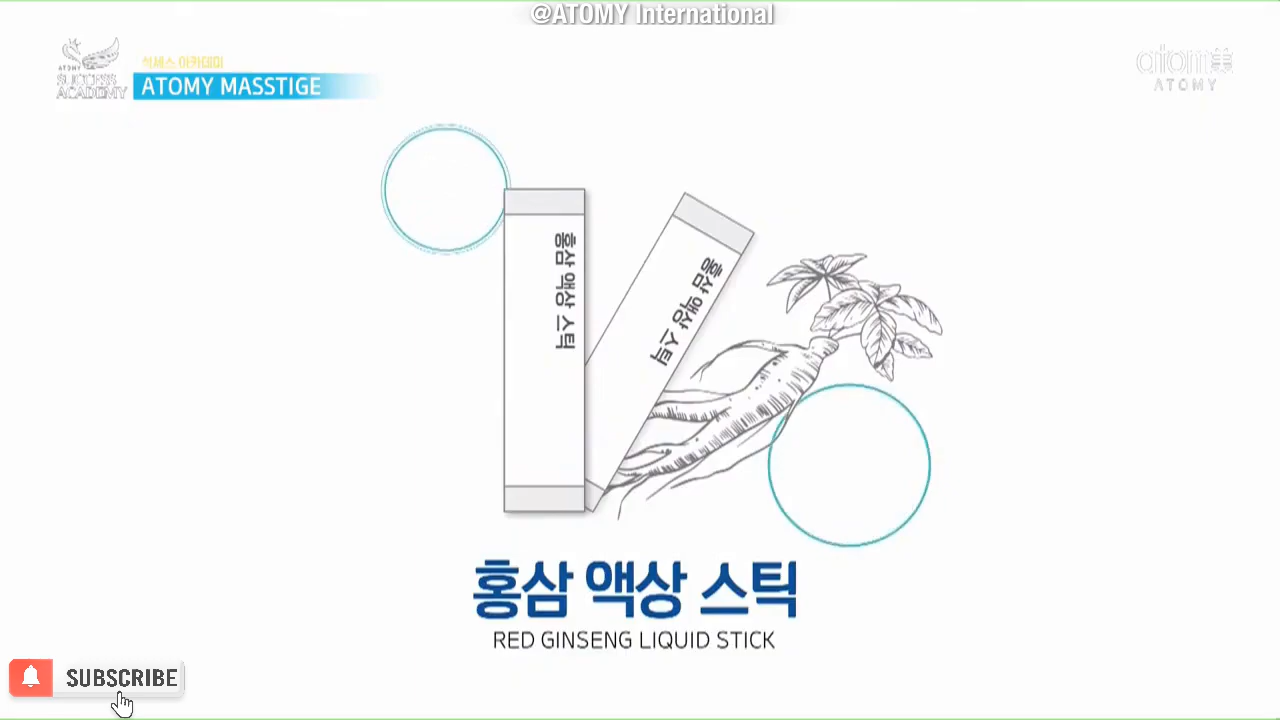 @ATOMY International
ATOMY
SUCCESS
ACADEMY
석세스 아카데미
ATOMY MASSTIGE
atom美
ATOMY
홍삼 액상 스틱
홍삼 액상 스틱
홍삼 액상 스틱
RED GINSENG LIQUID STICK
SUBSCRIBE